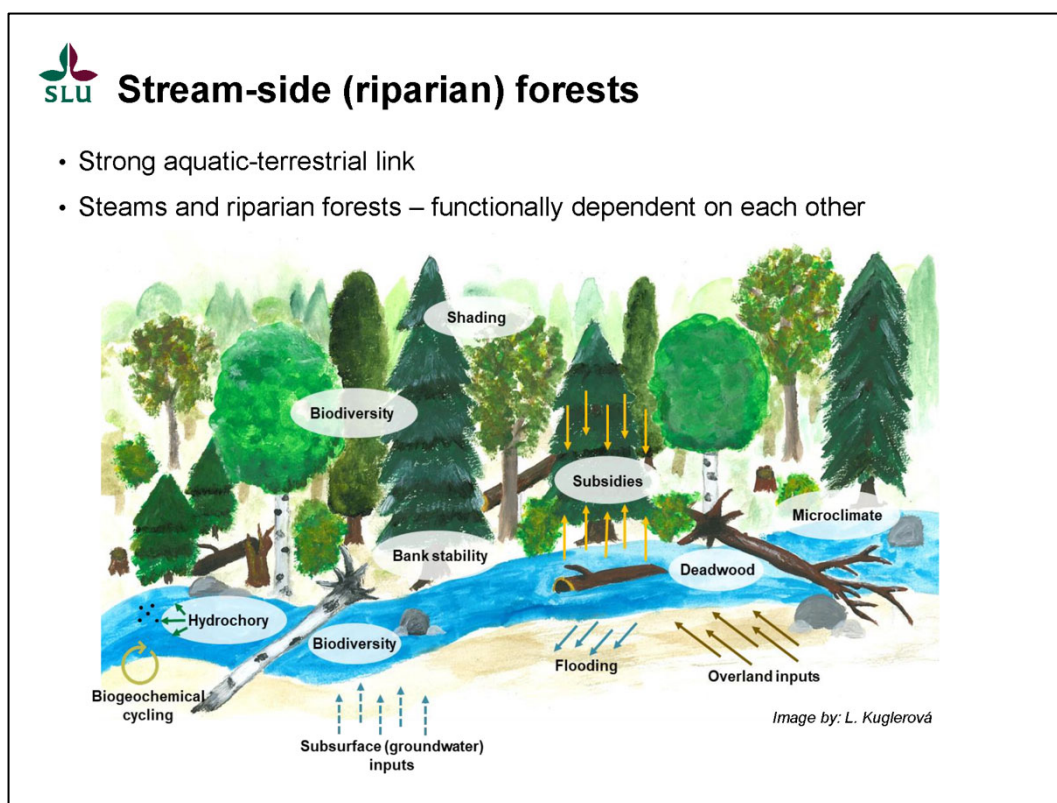 SLU
Stream-side (riparian) forests
• Strong aquatic-terrestrial link
• Steams and riparian forests – functionally dependent on each other
Shading
Biodiversity
Subsidies
Microclimate
Bank stability
Deadwood
Hydrochory
Biodiversity
Flooding
Overland inputs
Biogeochemical
cycling
Image by: L. Kuglerová
Subsurface (groundwater)
inputs